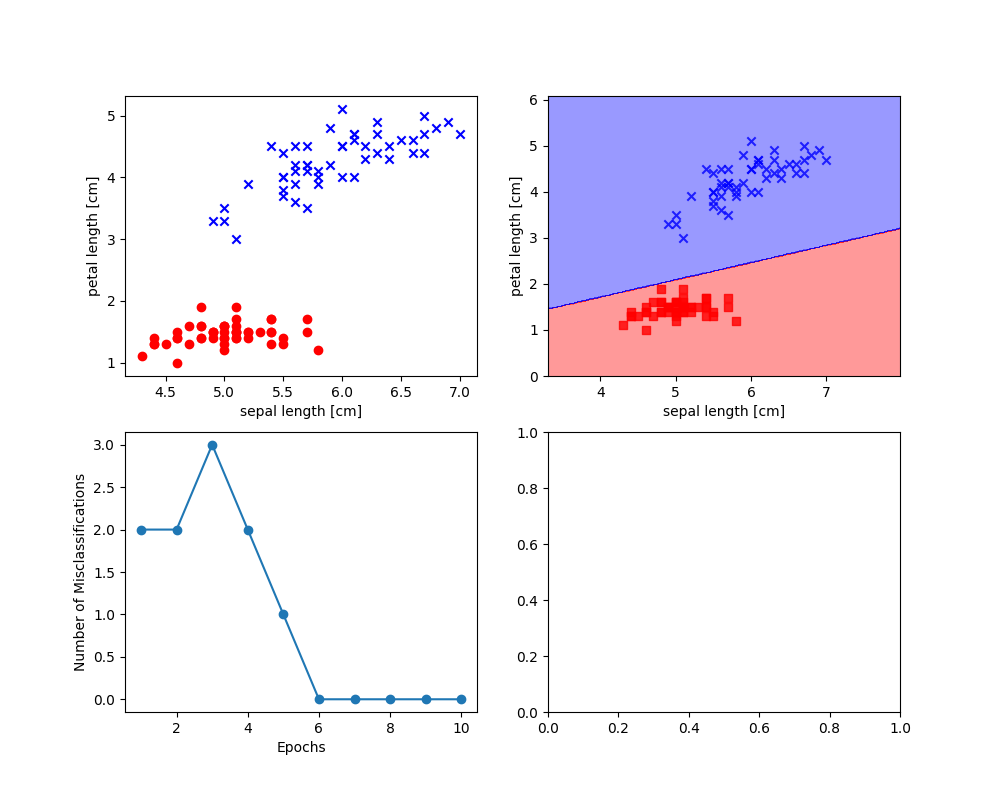 5
4
3
2
1
petal length [cm]
4.5 5.0 5.5 6.0 6.5 7.0
sepal length [cm]
6
5
4
3
2
1
0
petal length [cm]
4 5 6 7
sepal length [cm]
3.0
2.5
2.0
1.5
1.0
0.5
0.0
Number of Misclassifications
2 4 6 8 10
Epochs
1.0
0.8
0.6
0.4
0.2
0.0
0.0 0.2 0.4 0.6 0.8 1.0